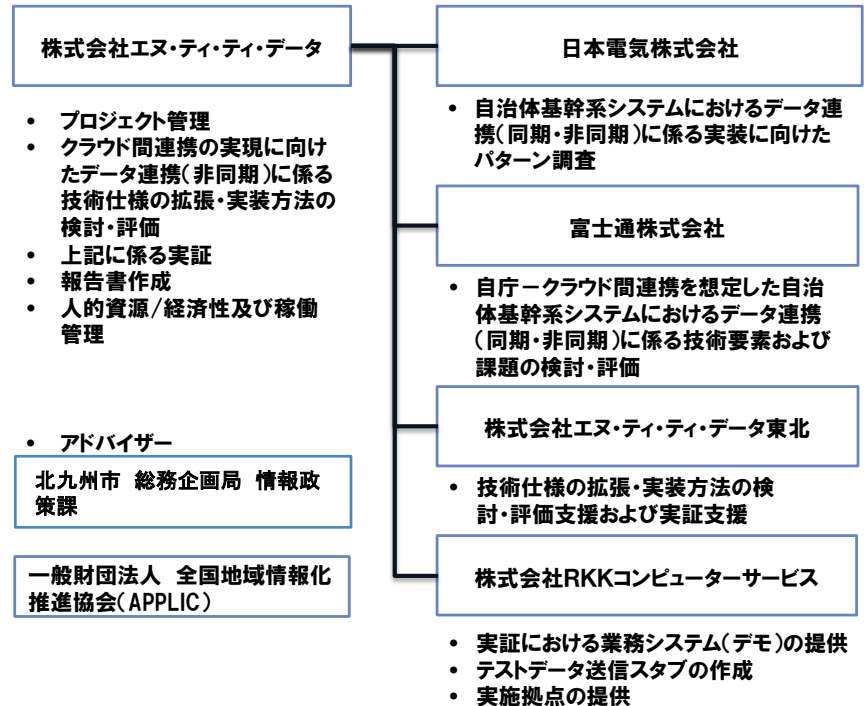 株式会社エヌ・ティ・ティ・データ
• プロジェクト管理
• クラウド間連携の実現に向け
たデータ連携(非同期)に係る
技術仕様の拡張・実装方法の
検討・評価
• 上記に係る実証
• 報告書作成
• 人的資源/経済性及び稼働
管理
• アドバイザー
北九州市 総務企画局 情報政
策課
一般財団法人 全国地域情報化
推進協会(APPLIC)
日本電気株式会社
• 自治体基幹系システムにおけるデータ連
携(同期・非同期)に係る実装に向けた
パターン調査
富士通株式会社
• 自庁-クラウド間連携を想定した自治
体基幹系システムにおけるデータ連携
(同期・非同期)に係る技術要素および
課題の検討・評価
株式会社エヌ・ティ・ティ・データ東北
• 技術仕様の拡張・実装方法の検
討・評価支援および実証支援
株式会社RKKコンピューターサービス
• 実証における業務システム(デモ)の提供
• テストデータ送信スタブの作成
• 実施拠点の提供